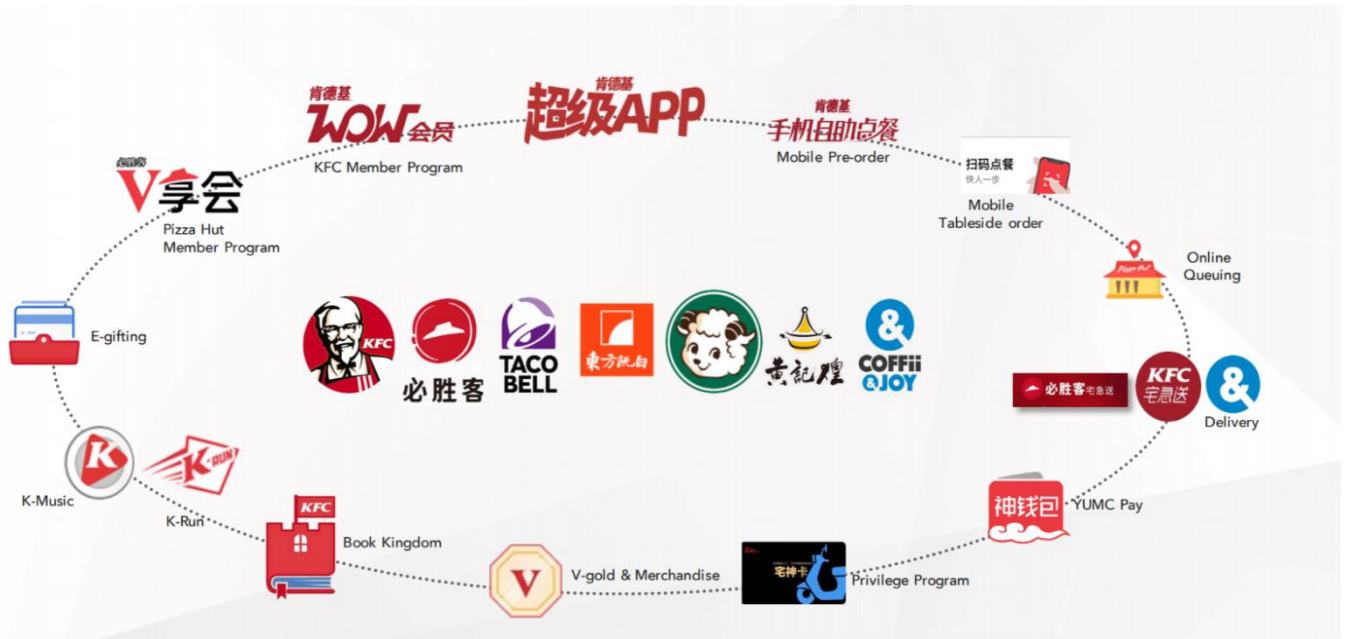 肯德基
超级APP
肯德基
WOW会员
KFC Member Program
肯德基
手机自助点餐
Mobile Pre-order
扫码点餐
快人一步
Mobile
Tableside order
必胜客
V享会
Pizza Hut
Member Program
Online
Queuing
Pizza Hut
E-gifting
KFC
必胜客
TACO
BELL
東方既白
黄記煌
&
COFFii
&JOY
必胜客宅急送
KFC
宅急送
&
Delivery
K
K-Music
K-RUN
K-Run
KFC
Book Kingdom
V
V-gold & Merchandise
宅神卡
Privilege Program
神钱包
YUMC Pay